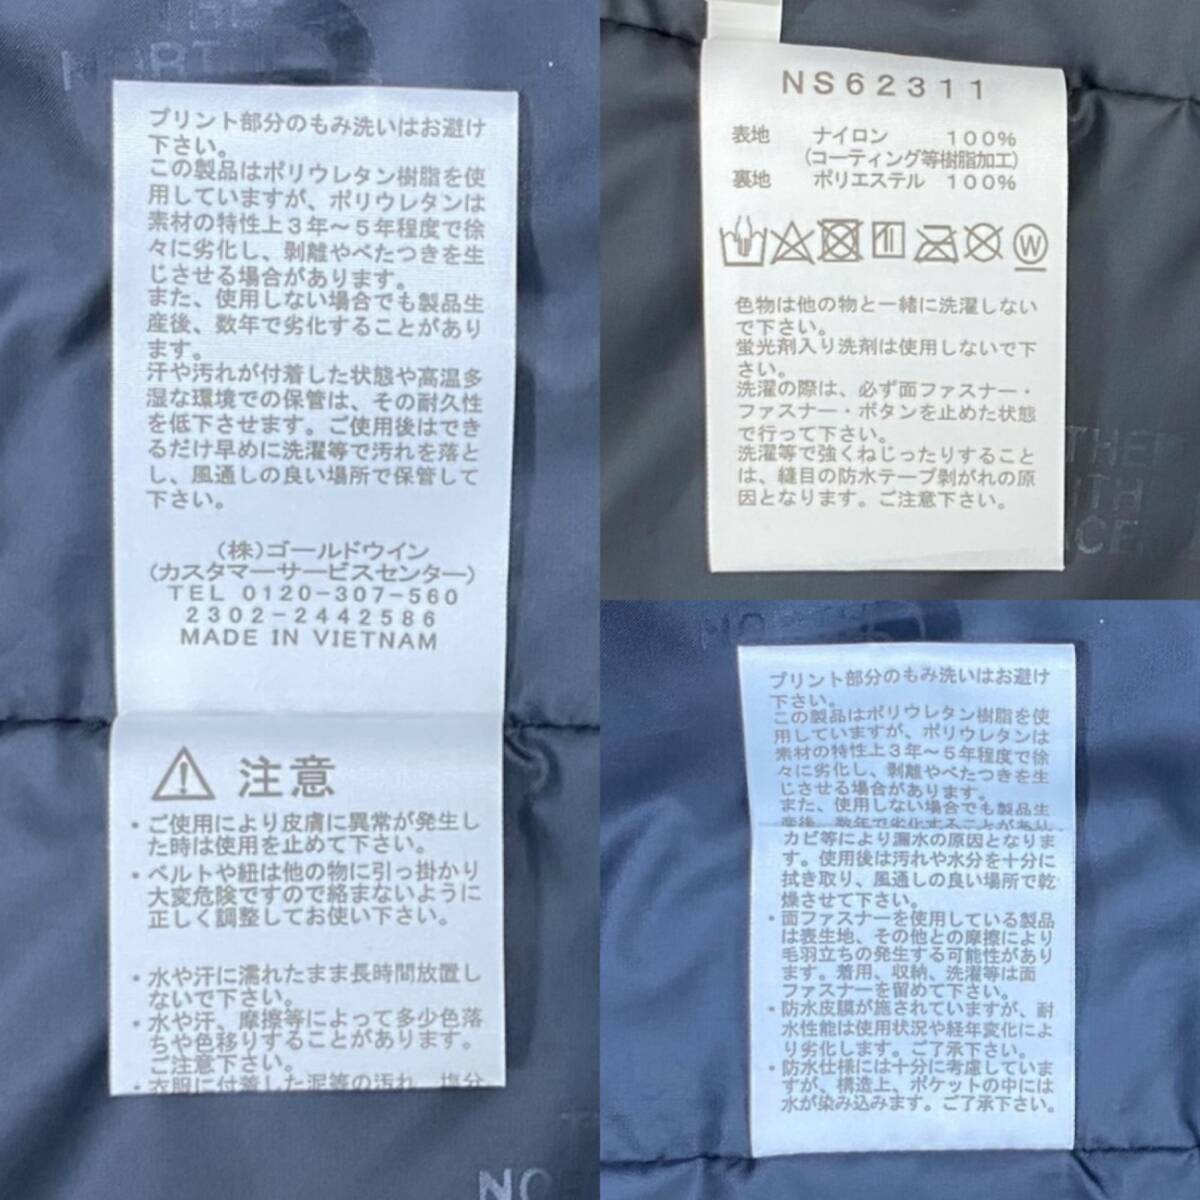 プリント部分のもみ洗いはお避け
下さい。
この製品はポリウレタン樹脂を使
用していますが、ポリウレタンは
素材の特性上3年～5年程度で徐
々に劣化し、剥離やべたつきを生
じさせる場合があります。
また、使用しない場合でも製品生
産後、数年で劣化することがあり
ます。
汗や汚れが付着した状態や高温多
湿な環境での保管は、その耐久性
を低下させます。ご使用後はでき
るだけ早めに洗濯等で汚れを落と
し、風通しの良い場所で保管して
下さい。
(株)ゴールドウイン
(カスタマーサービスセンター)
TEL 0120-307-560
2302-2442586
MADE IN VIETNAM
注意
・ご使用により皮膚に異常が発生し
た時は使用を止めて下さい。
・ベルトや紐は他の物に引っ掛かり
大変危険ですので絡まないように
正しく調整してお使い下さい。
・水や汗に濡れたまま長時間放置し
ないで下さい。
・水や汗、摩擦等によって多少色落
ちや色移りすることがあります。
ご注意下さい。
・衣服に付着した泥等の汚れ、塩分
NS62311
表地 ナイロン 100%
(コーティング等樹脂加工)
裏地 ポリエステル 100%
W
色物は他の物と一緒に洗濯しない
で下さい。
蛍光剤入り洗剤は使用しないで下
さい。
洗濯の際は、必ず面ファスナー・
ファスナー・ボタンを止めた状態
で行って下さい。
洗濯等で強くねじったりすること
は、縫目の防水テープ剥がれの原
因となります。ご注意下さい。
プリント部分のもみ洗いはお避け
下さい。
この製品はポリウレタン樹脂を使
用していますが、ポリウレタンは
素材の特性上3年～5年程度で徐
々に劣化し、剥離やべたつきを生
じさせる場合があります。
また、使用しない場合でも製品生
産後、数年で劣化することがあり
カビ等により漏水の原因となりま
す。使用後は汚れや水分を十分に
拭き取り、風通しの良い場所で乾
燥させて下さい。
・面ファスナーを使用している製品
は表生地、その他との摩擦により
毛羽立ちの発生する可能性があり
ます。着用、収納、洗濯等は面
ファスナーを留めて下さい。
・防水皮膜が施されていますが、耐
水性能は使用状況や経年変化によ
り劣化します。ご了承下さい。
・防水仕様には十分に考慮していま
すが、構造上、ポケットの中には
水が染み込みます。ご了承下さい。